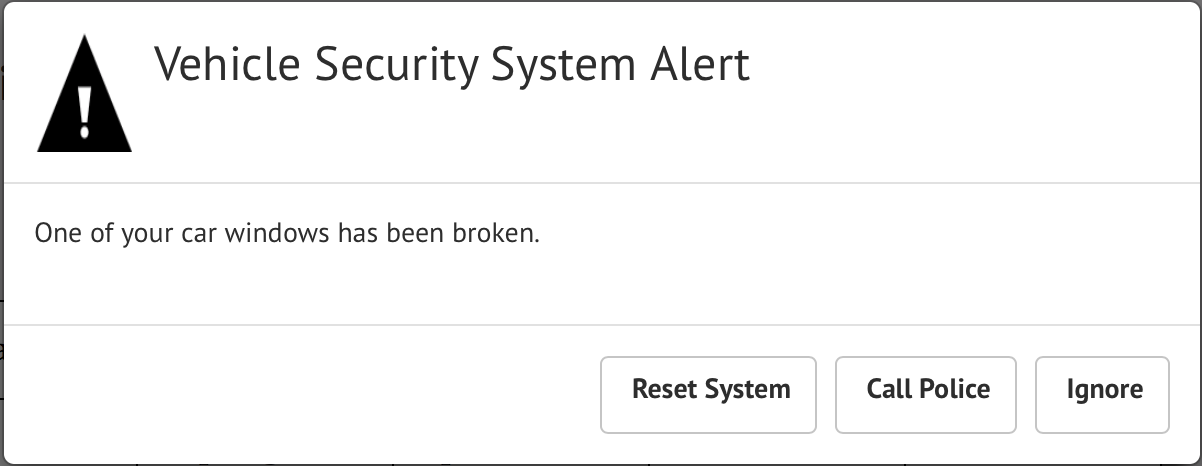 Vehicle Security System Alert
One of your car windows has been broken.
Reset System
Call Police
Ignore